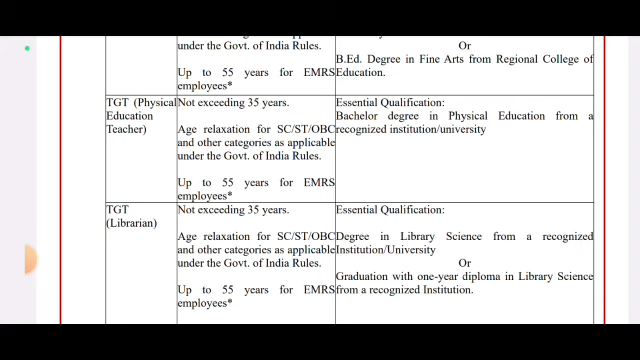 under the Govt. of India Rules.
Up to 55 years for EMRS
employees*
Or
B.Ed. Degree in Fine Arts from Regional College of
Education.
TGT (Physical
Education
Teacher)
Not exceeding 35 years.
Age relaxation for SC/ST/OBC
and other categories as applicable
under the Govt. of India Rules.
Up to 55 years for EMRS
employees*
Essential Qualification:
Bachelor degree in Physical Education from a
recognized institution/university
TGT
(Librarian)
Not exceeding 35 years.
Age relaxation for SC/ST/OBC
and other categories as applicable
under the Govt. of India Rules.
Up to 55 years for EMRS
employees*
Essential Qualification:
Degree in Library Science from a recognized
Institution/University
Or
Graduation with one-year diploma in Library Science
from a recognized Institution.